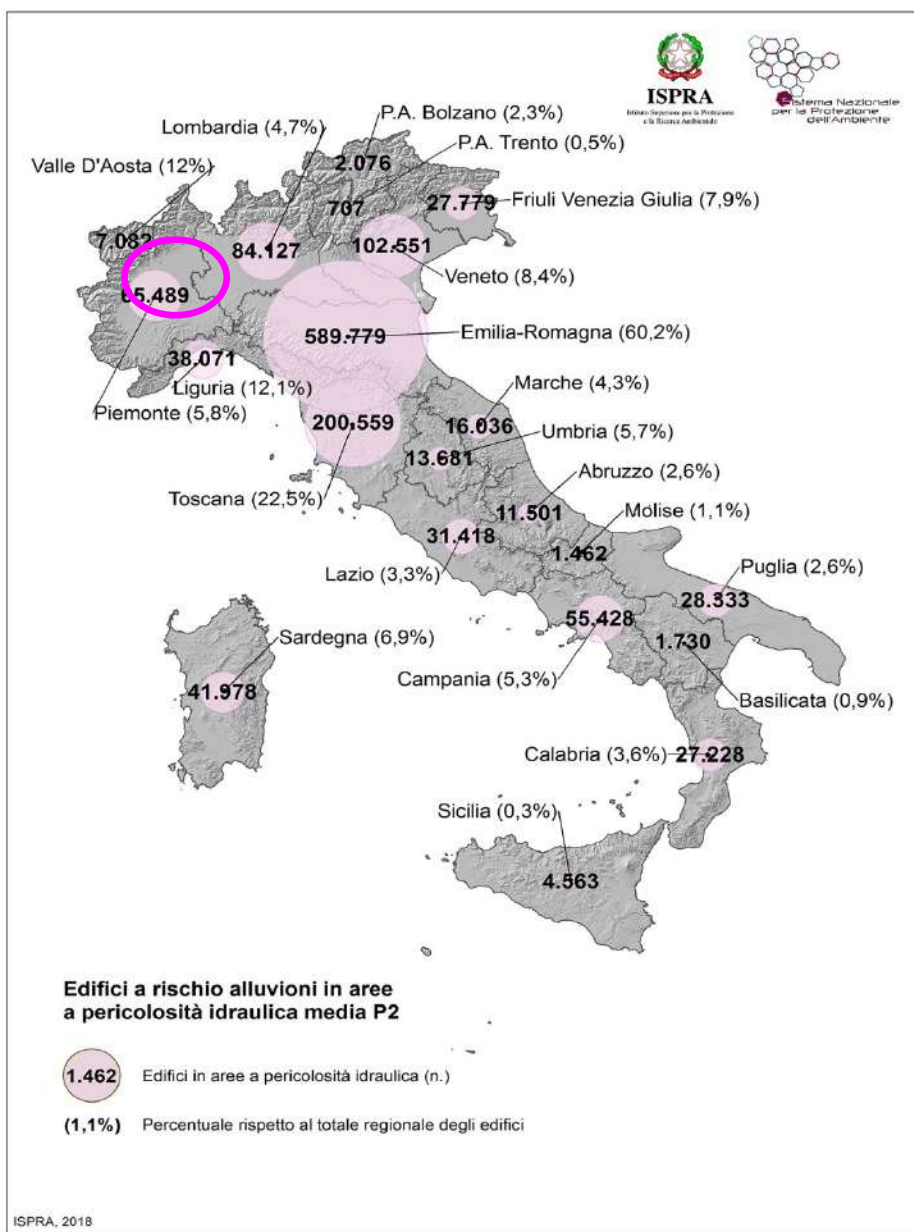 ISPRA
Istituto Superiore per la Protezione
e la Ricerca Ambientale
Sistema Nazionale
per la Protezione
dell'Ambiente
P.A. Bolzano (2,3%)
Lombardia (4,7%)
P.A. Trento (0,5%)
Valle D'Aosta (12%)
2.076
707
27.779
Friuli Venezia Giulia (7,9%)
7.082
84.127
102.551
Veneto (8,4%)
65.489
589.779
Emilia-Romagna (60,2%)
38.071
Liguria (12,1%)
Piemonte (5,8%)
Marche (4,3%)
200.559
16.036
Umbria (5,7%)
13.681
Abruzzo (2,6%)
Toscana (22,5%)
11.501
Molise (1,1%)
31.418
1.462
Lazio (3,3%)
Puglia (2,6%)
28.333
55.428
Sardegna (6,9%)
1.730
41.978
Campania (5,3%)
Basilicata (0,9%)
Calabria (3,6%)
27.228
Sicilia (0,3%)
4.563
Edifici a rischio alluvioni in aree
a pericolosità idraulica media P2
1.462 Edifici in aree a pericolosità idraulica (n.)
(1,1%) Percentuale rispetto al totale regionale degli edifici
ISPRA, 2018